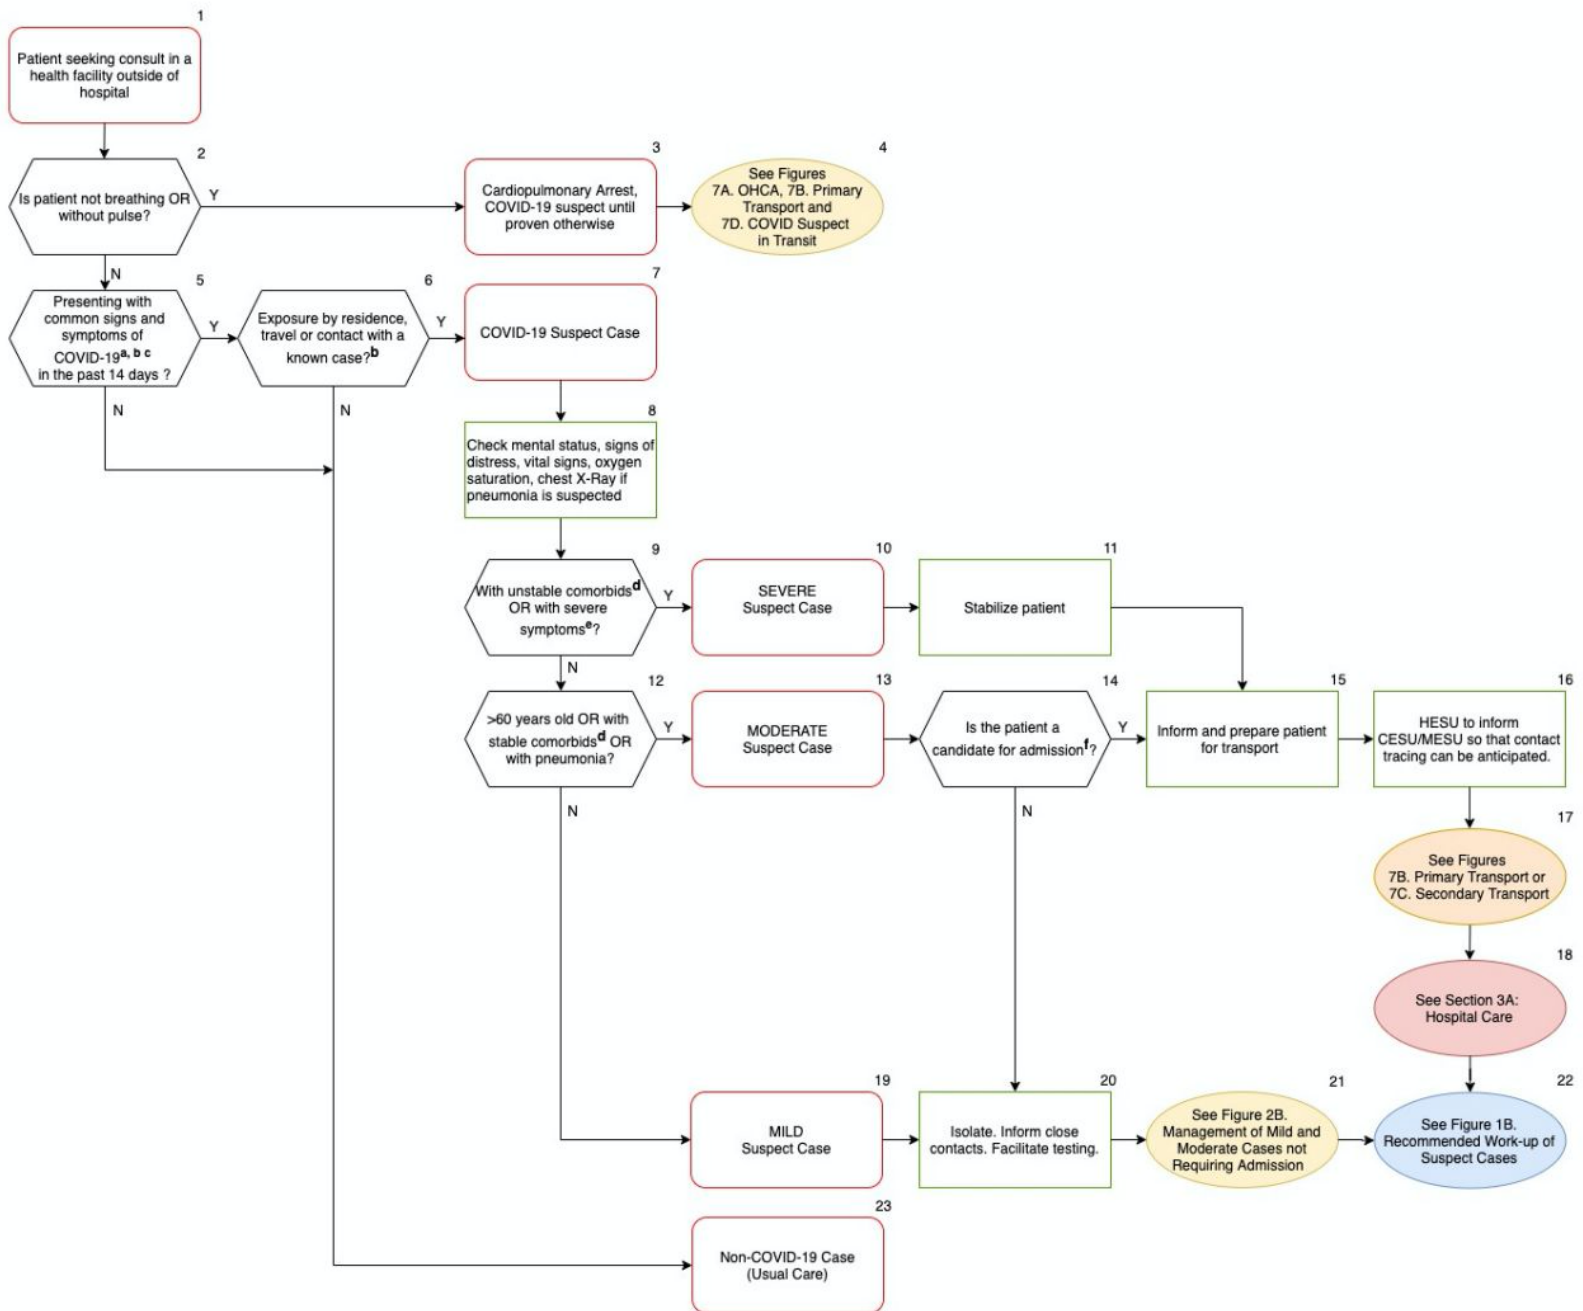 1
Patient seeking consult in a
health facility outside of
hospital
2
Is patient not breathing OR
without pulse?
Y
N
3
Cardiopulmonary Arrest,
COVID-19 suspect until
proven otherwise
4
See Figures
7A. OHCA, 7B. Primary
Transport and
7D. COVID Suspect
in Transit
5
Presenting with
common signs and
symptoms of
COVID-19a, b c
in the past 14 days ?
Y
N
6
Exposure by residence,
travel or contact with a
known case?b
Y
N
7
COVID-19 Suspect Case
8
Check mental status, signs of
distress, vital signs, oxygen
saturation, chest X-Ray if
pneumonia is suspected
9
With unstable comorbidsd
OR with severe
symptomse?
Y
N
10
SEVERE
Suspect Case
11
Stabilize patient
12
>60 years old OR with
stable comorbidsd OR
with pneumonia?
Y
N
13
MODERATE
Suspect Case
14
Is the patient a
candidate for admissionf?
Y
N
15
Inform and prepare patient
for transport
16
HESU to inform
CESU/MESU so that contact
tracing can be anticipated.
17
See Figures
7B. Primary Transport or
7C. Secondary Transport
18
See Section 3A:
Hospital Care
19
MILD
Suspect Case
20
Isolate. Inform close
contacts. Facilitate testing.
21
See Figure 2B.
Management of Mild and
Moderate Cases not
Requiring Admission
22
See Figure 1B.
Recommended Work-up of
Suspect Cases
23
Non-COVID-19 Case
(Usual Care)